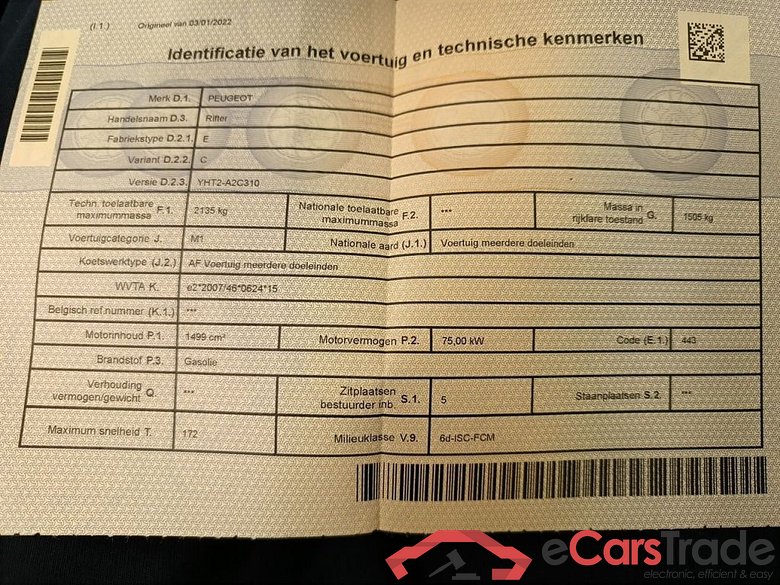 (I.1.) Origineel van 03/01/2022
Identificatie van het voertuig en technische kenmerken
Merk D.1. PEUGEOT
Handelsnaam D.3. Rifter
Fabriekstype D.2.1. E
Variant D.2.2. C
Versie D.2.3. YHT2-A2C310
Techn. toelaatbare maximummassa F.1. 2135 kg Nationale toelaatbare maximummassa F.2. *** Massa in rijklare toestand G. 1505 kg
Voertuigcategorie J. M1 Nationale aard (J.1.) Voertuig meerdere doeleinden
Koetswerktype (J.2.) AF Voertuig meerdere doeleinden
WVTA K. e2*2007/46*0624*15
Belgisch ref.nummer (K.1.) ***
Motorinhoud P.1. 1499 cm³ Motorvermogen P.2. 75,00 kW Code (E.1.) 443
Brandstof P.3. Gasolie
Verhouding vermogen/gewicht Q. *** Zitplaatsen bestuurder inb. S.1. 5 Staanplaatsen S.2. ***
Maximum snelheid T. 172 Milieuklasse V.9. 6d-ISC-FCM
eCarsTrade
electronic, efficient & easy